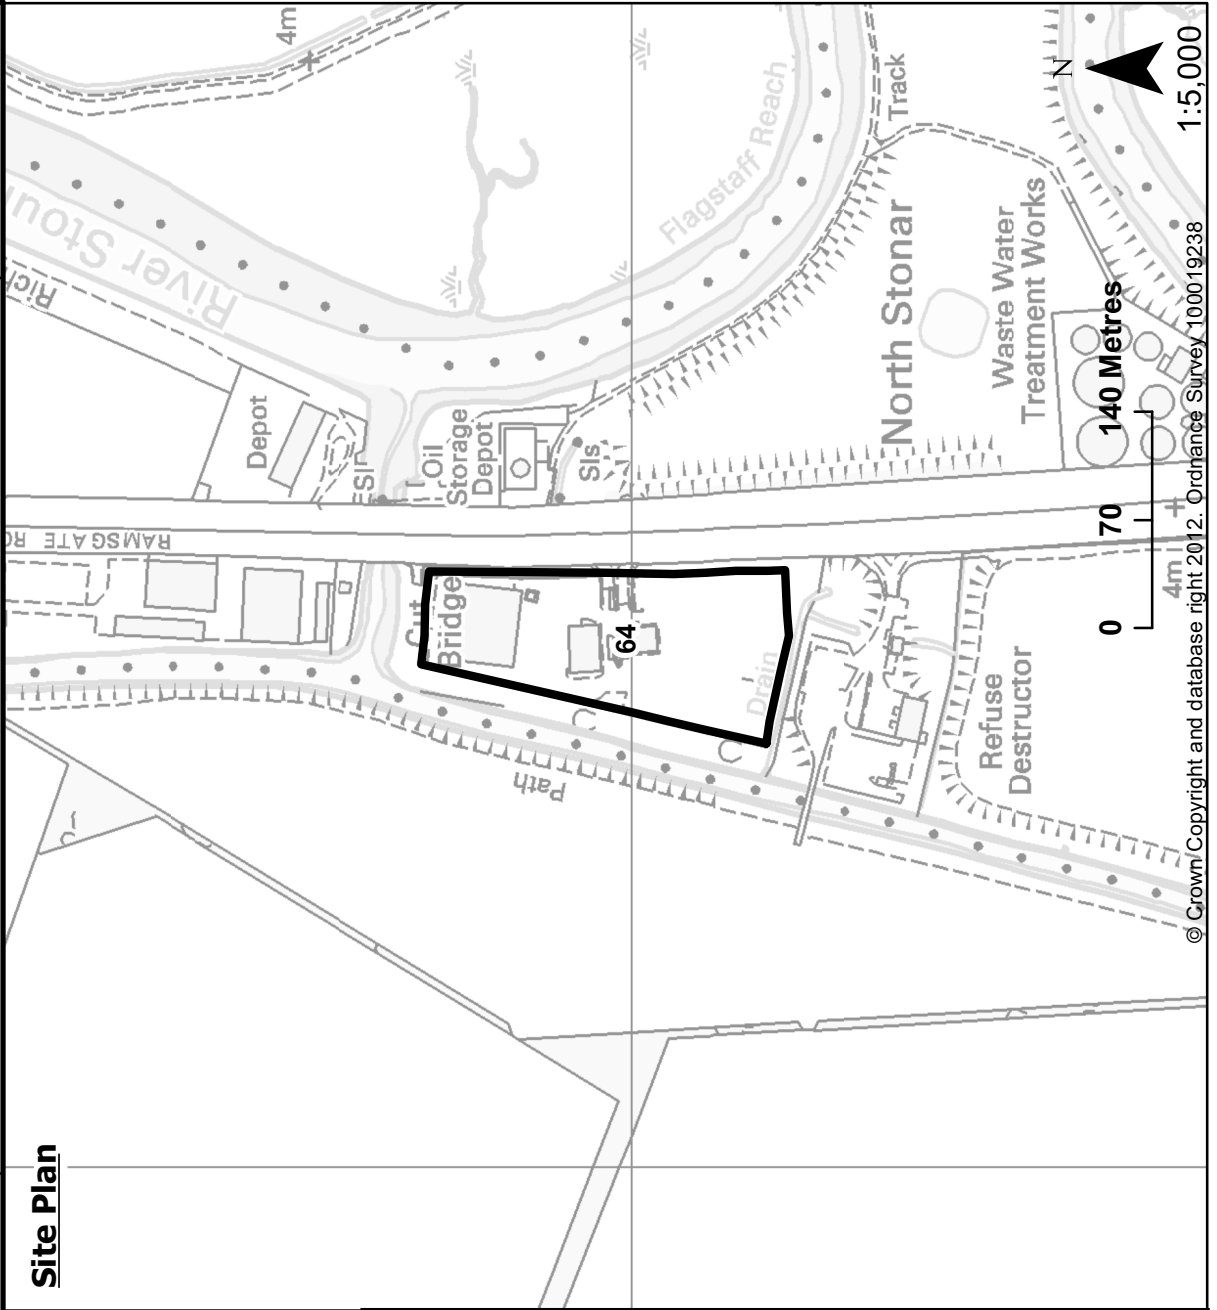 Site Plan
4m
River Stour
Rich
Depot
RAMSGATE RO
Sl
Oil
Storage
Depot
Sls
Flagstaff Reach
Track
North Stonar
Waste Water
Treatment Works
Cut
Bridge
64
Drain
Path
Refuse
Destructor
4m
N
1:5,000
0 70 140 Metres
© Crown Copyright and database right 2012. Ordnance Survey 100019238